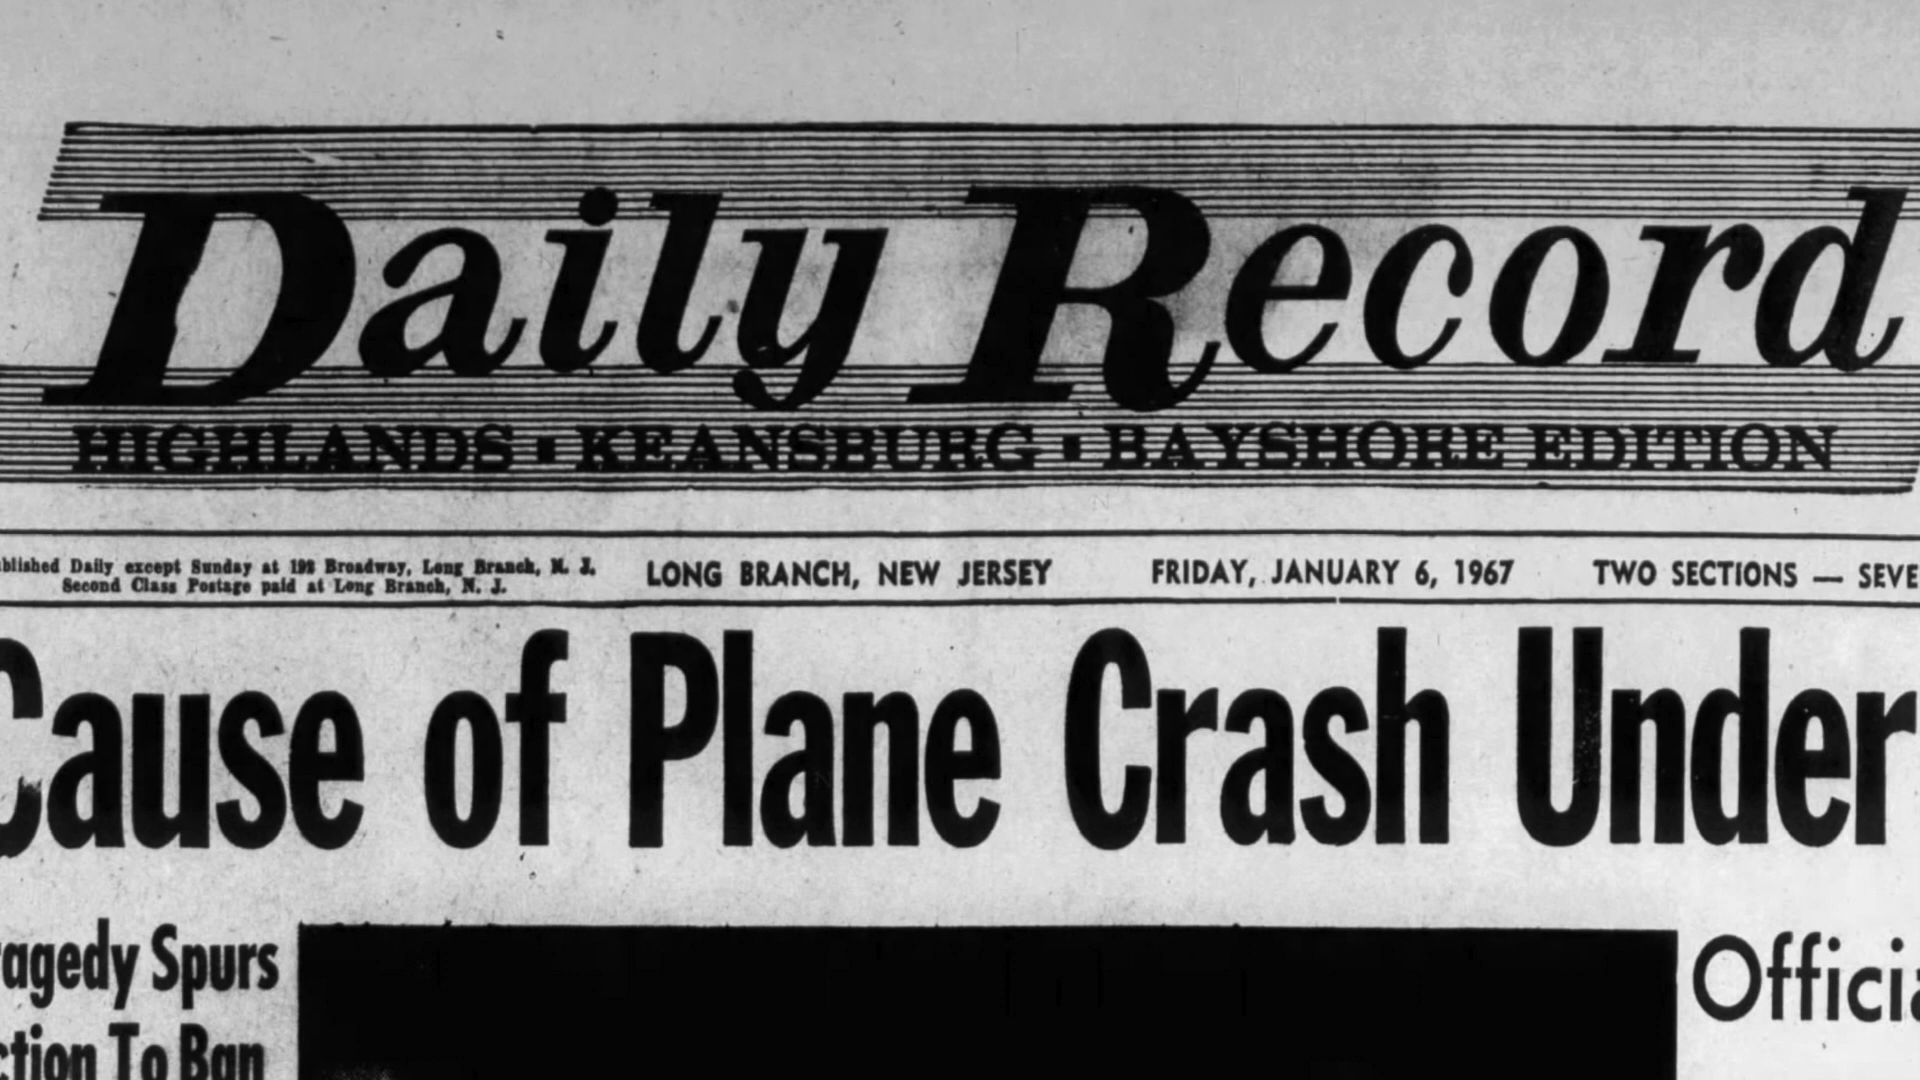 Daily Record
HIGHLANDS ▪ KEANSBURG ▪ BAYSHORE EDITION
blished Daily except Sunday at 192 Broadway, Long Branch, N. J.
Second Class Postage paid at Long Branch, N. J.
LONG BRANCH, NEW JERSEY FRIDAY, JANUARY 6, 1967 TWO SECTIONS — SEVE
Cause of Plane Crash Under
ragedy Spurs
ction To Ban
Officia